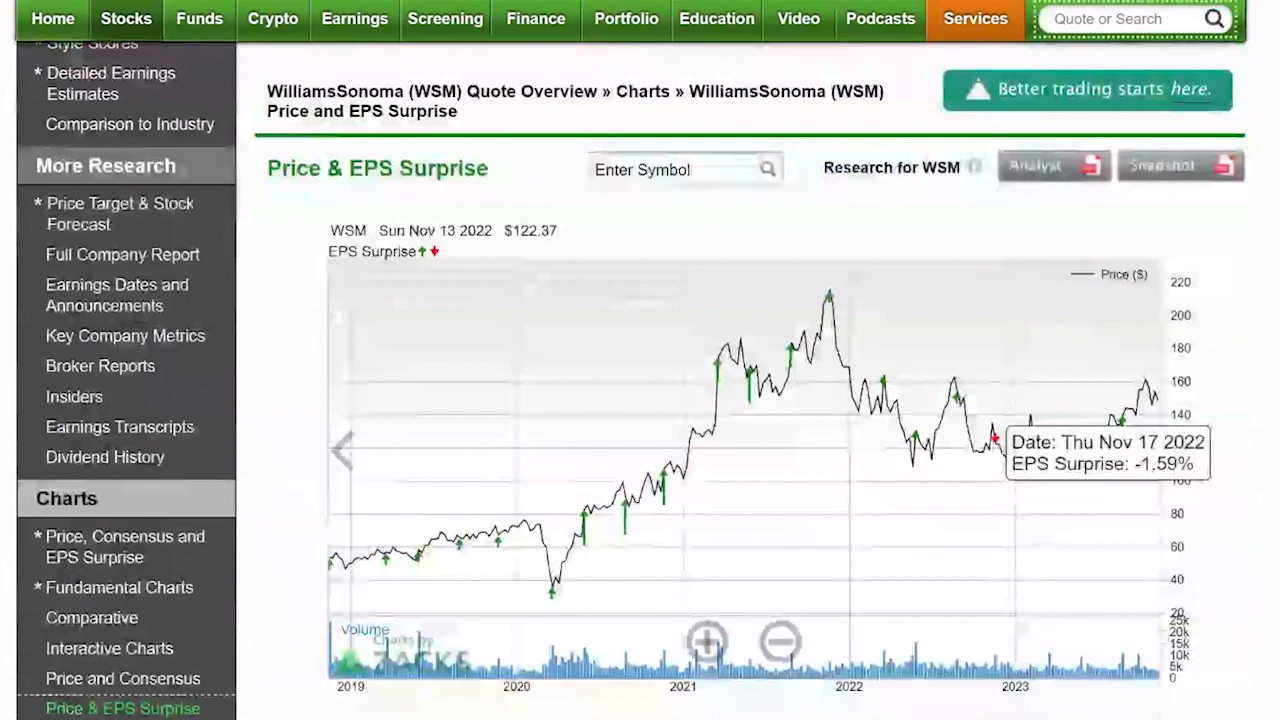 Home Stocks Funds Crypto Earnings Screening Finance Portfolio Education Video Podcasts Services Quote or Search
* Style Scores
* Detailed Earnings
Estimates
Comparison to Industry
More Research
* Price Target & Stock
Forecast
Full Company Report
Earnings Dates and
Announcements
Key Company Metrics
Broker Reports
Insiders
Earnings Transcripts
Dividend History
Charts
* Price, Consensus and
EPS Surprise
* Fundamental Charts
Comparative
Interactive Charts
Price and Consensus
Price & EPS Surprise
WilliamsSonoma (WSM) Quote Overview » Charts » WilliamsSonoma (WSM)
Price and EPS Surprise
Better trading starts here.
Price & EPS Surprise
Enter Symbol
Research for WSM
Analyst
Snapshot
WSM Sun Nov 13 2022 $122.37
EPS Surprise
Price ($)
220
200
180
160
140
Date: Thu Nov 17 2022
EPS Surprise: -1.59%
100
80
60
40
20
Volume
Charts by
ZACKS
25k
20k
15k
10k
5k
0
2019 2020 2021 2022 2023